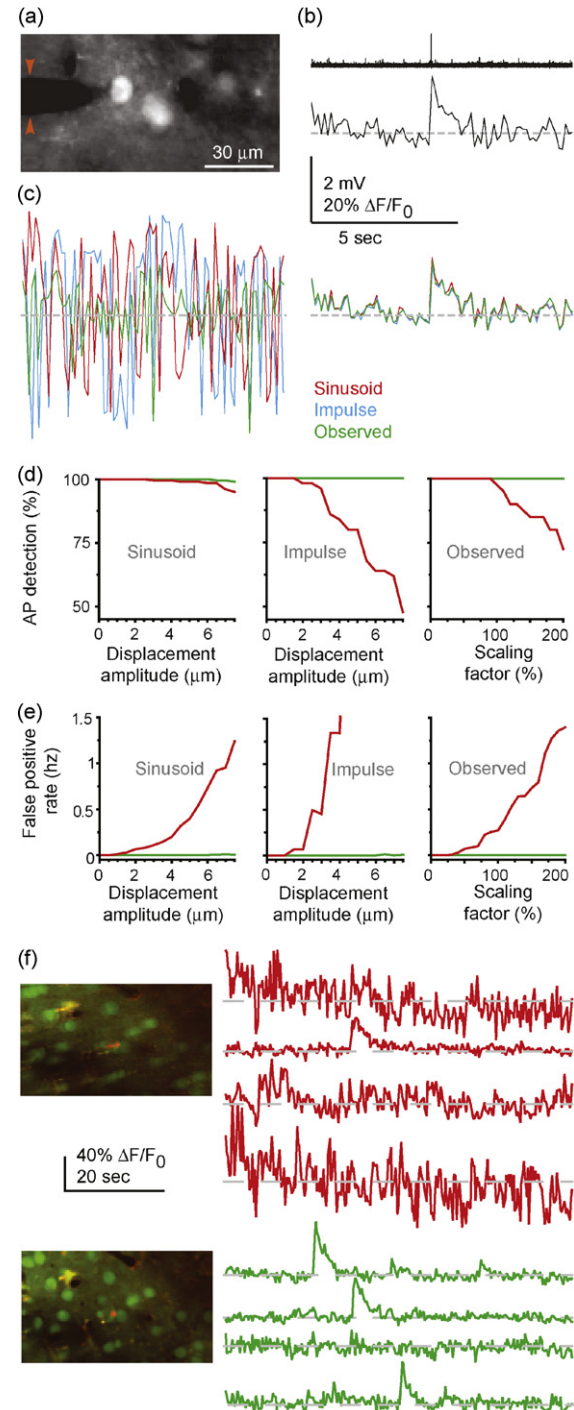 (a)
30 μm
(b)
2 mV
20% ΔF/F0
5 sec
(c)
Sinusoid
Impulse
Observed
(d)
AP detection (%)
100
75
50
Sinusoid
0 2 4 6
Displacement
amplitude (μm)
Impulse
0 2 4 6
Displacement
amplitude (μm)
Observed
0 100 200
Scaling
factor (%)
(e)
False positive
rate (hz)
1.5
1
0.5
0
Sinusoid
0 2 4 6
Displacement
amplitude (μm)
Impulse
0 2 4 6
Displacement
amplitude (μm)
Observed
0 100 200
Scaling
factor (%)
(f)
40% ΔF/F0
20 sec